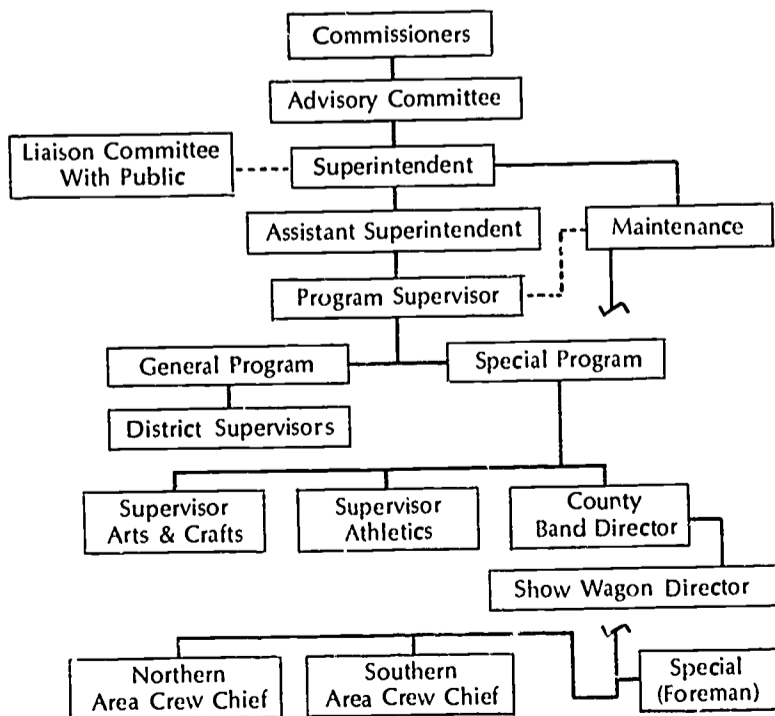 Commissioners
Advisory Committee
Liaison Committee
With Public
Superintendent
Assistant Superintendent
Maintenance
Program Supervisor
General Program
Special Program
District Supervisors
Supervisor
Arts & Crafts
Supervisor
Athletics
County
Band Director
Show Wagon Director
Northern
Area Crew Chief
Southern
Area Crew Chief
Special
(Foreman)